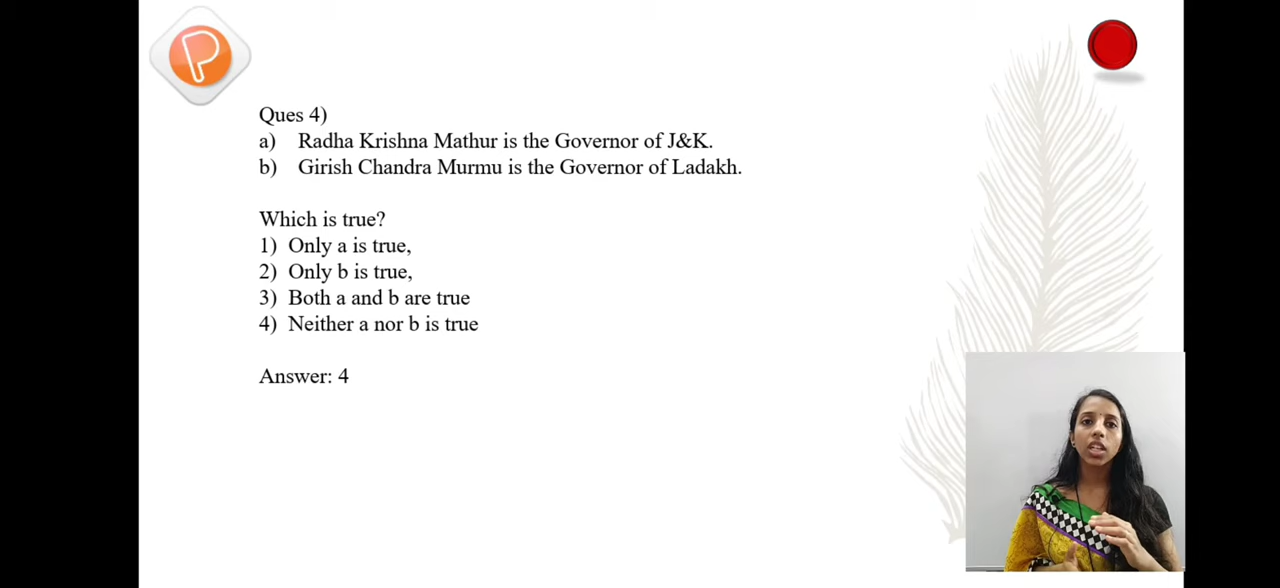 P
Ques 4)
a) Radha Krishna Mathur is the Governor of J&K.
b) Girish Chandra Murmu is the Governor of Ladakh.
Which is true?
1) Only a is true,
2) Only b is true,
3) Both a and b are true
4) Neither a nor b is true
Answer: 4